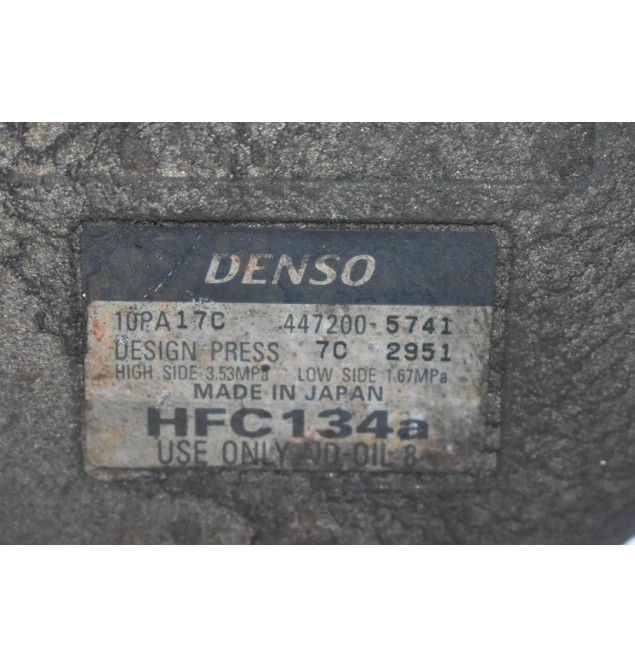 DENSO
10PA17C 447200-5741
DESIGN PRESS 7C 2951
HIGH SIDE 3.53MPa LOW SIDE 1.67MPa
MADE IN JAPAN
HFC134a
USE ONLY ND-OIL 8